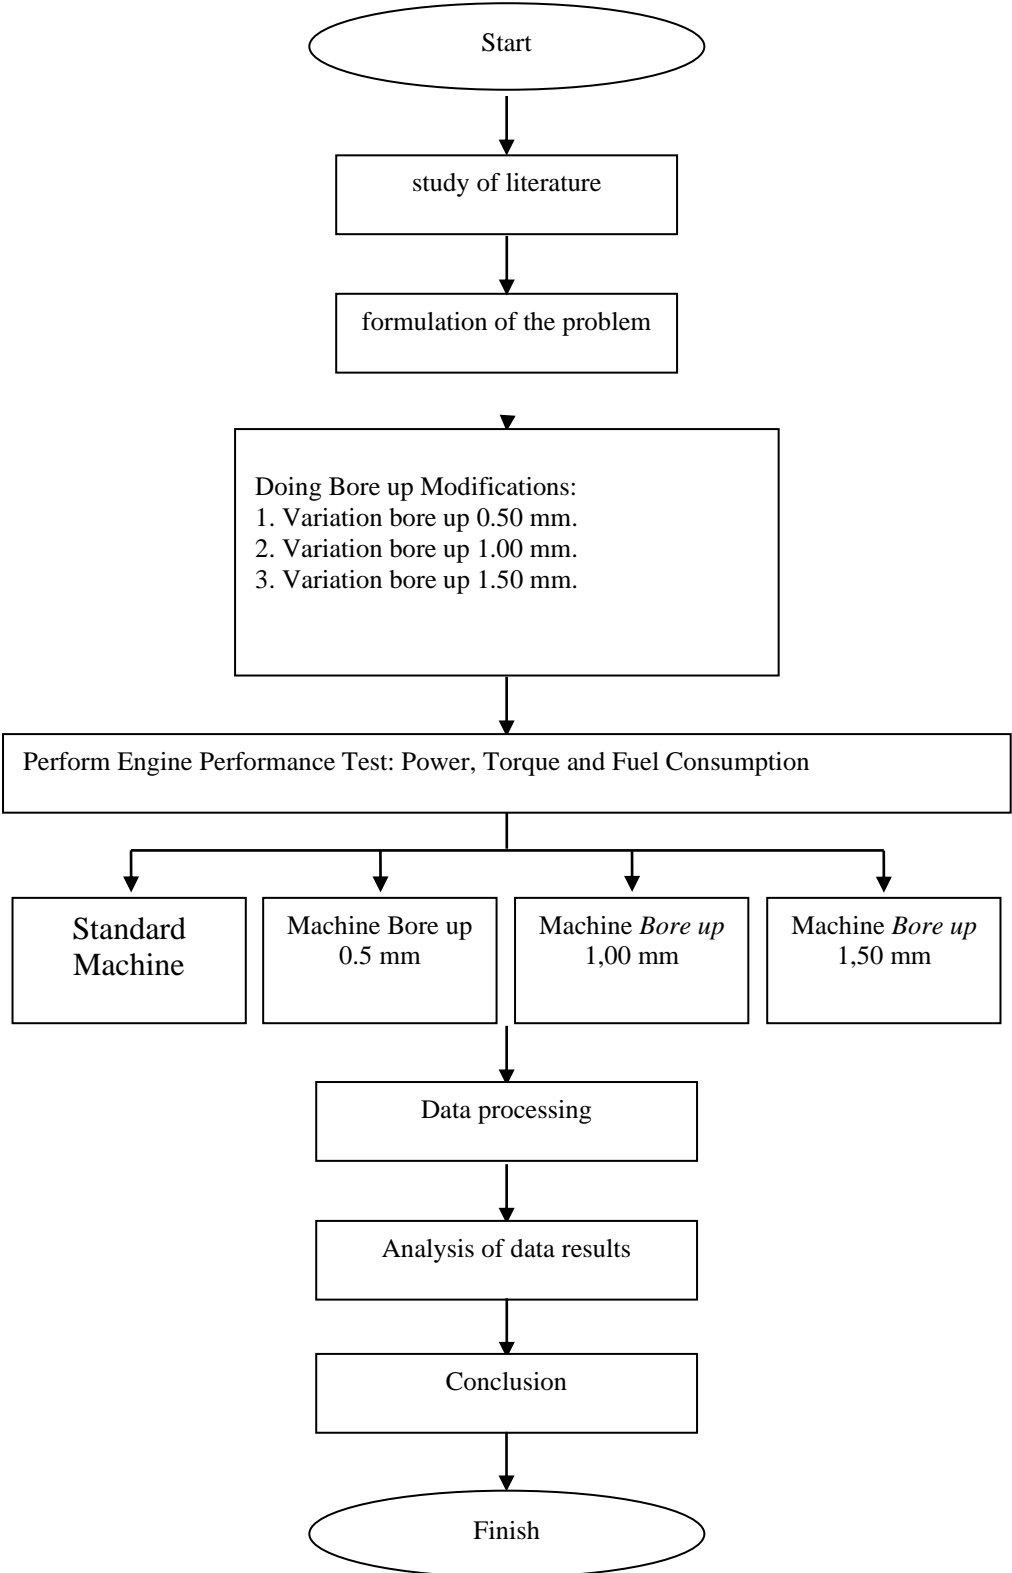 Start
study of literature
formulation of the problem
Doing Bore up Modifications:
1. Variation bore up 0.50 mm.
2. Variation bore up 1.00 mm.
3. Variation bore up 1.50 mm.
Perform Engine Performance Test: Power, Torque and Fuel Consumption
Standard
Machine
Machine Bore up
0.5 mm
Machine Bore up
1,00 mm
Machine Bore up
1,50 mm
Data processing
Analysis of data results
Conclusion
Finish